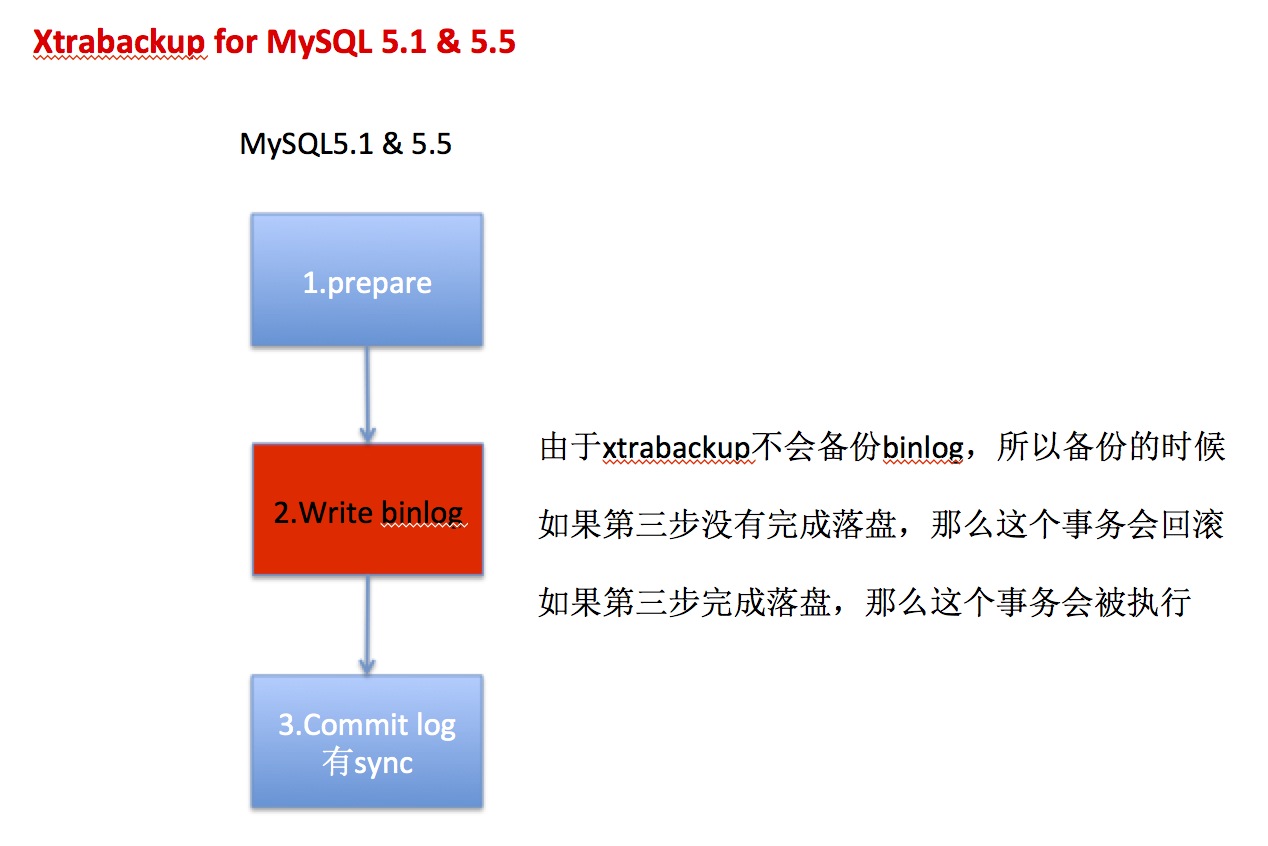 Xtrabackup for MySQL 5.1 & 5.5
MySQL5.1 & 5.5
1.prepare
2.Write binlog
由于xtrabackup不会备份binlog，所以备份的时候
如果第三步没有完成落盘，那么这个事务会回滚
如果第三步完成落盘，那么这个事务会被执行
3.Commit log
有sync